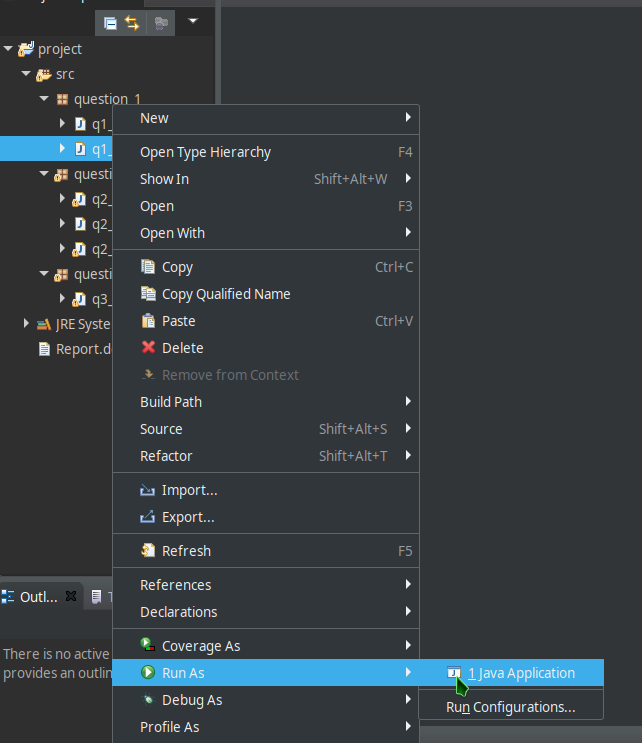 project
src
question_1
q1_
q1_
questi
q2_
q2_
q2_
questi
q3_
JRE Syste
Report.d
New
Open Type Hierarchy F4
Show In Shift+Alt+W
Open F3
Open With
Copy Ctrl+C
Copy Qualified Name
Paste Ctrl+V
Delete
Remove from Context
Build Path
Source Shift+Alt+S
Refactor Shift+Alt+T
Import...
Export...
Refresh F5
References
Declarations
Coverage As
Run As
Debug As
Profile As
1 Java Application
Run Configurations...
Outl...
There is no active
provides an outlin